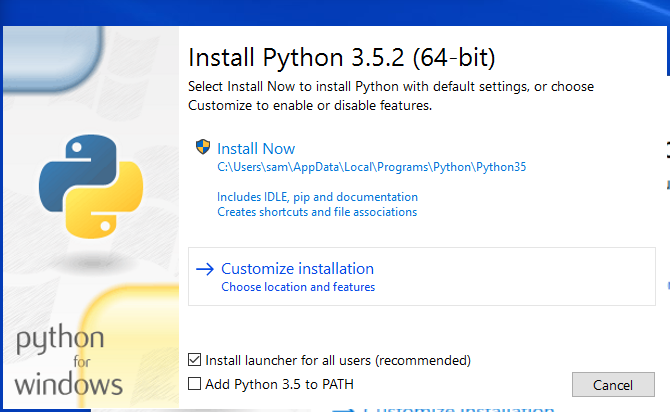 Install Python 3.5.2 (64-bit)
Select Install Now to install Python with default settings, or choose
Customize to enable or disable features.
Install Now
C:\Users\sam\AppData\Local\Programs\Python\Python35
Includes IDLE, pip and documentation
Creates shortcuts and file associations
Customize installation
Choose location and features
python
for
windows
Install launcher for all users (recommended)
Add Python 3.5 to PATH
Cancel
Customize installation